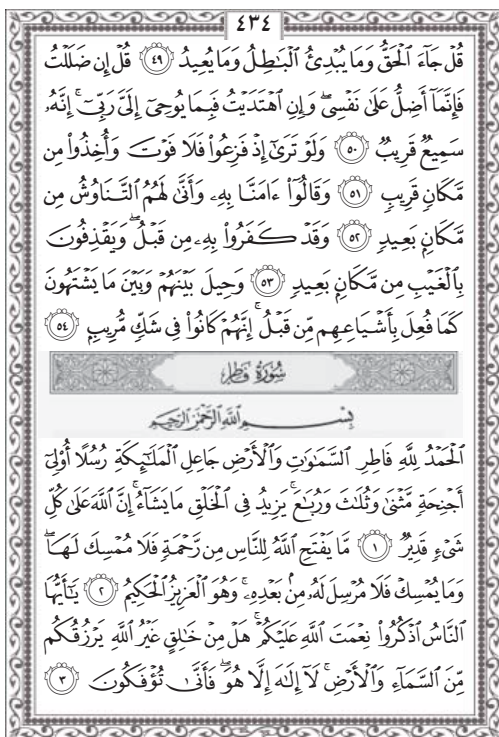 ٤٣٤
قُلْ جَآءَ ٱلْحَقُّ وَمَا يُبْدِئُ ٱلْبَٰطِلُ وَمَا يُعِيدُ ٤٩ قُلْ إِن ضَلَلْتُ
فَإِنَّمَآ أَضِلُّ عَلَىٰ نَفْسِى ۖ وَإِنِ ٱهْتَدَيْتُ فَبِمَا يُوحِىٓ إِلَىَّ رَبِّىٓ ۚ إِنَّهُۥ
سَمِيعٌ قَرِيبٌ ٥٠ وَلَوْ تَرَىٰٓ إِذْ فَزِعُوا۟ فَلَا فَوْتَ وَأُخِذُوا۟ مِن
مَّكَانٍ قَرِيبٍ ٥١ وَقَالُوٓا۟ ءَامَنَّا بِهِۦ وَأَنَّىٰ لَهُمُ ٱلتَّنَاوُشُ مِن
مَّكَانٍۭ بَعِيدٍ ٥٢ وَقَدْ كَفَرُوا۟ بِهِۦ مِن قَبْلُ ۖ وَيَقْذِفُونَ
بِٱلْغَيْبِ مِن مَّكَانٍۭ بَعِيدٍ ٥٣ وَحِيلَ بَيْنَهُمْ وَبَيْنَ مَا يَشْتَهُونَ
كَمَا فُعِلَ بِأَشْيَاعِهِم مِّن قَبْلُ ۚ إِنَّهُمْ كَانُوا۟ فِى شَكٍّ مُّرِيبٍۭ ٥٤
سُورَةُ فَاطِرٍ
بِسْمِ ٱللَّهِ ٱلرَّحْمَٰنِ ٱلرَّحِيمِ
ٱلْحَمْدُ لِلَّهِ فَاطِرِ ٱلسَّمَٰوَٰتِ وَٱلْأَرْضِ جَاعِلِ ٱلْمَلَٰٓئِكَةِ رُسُلًا أُو۟لِىٓ
أَجْنِحَةٍ مَّثْنَىٰ وَثُلَٰثَ وَرُبَٰعَ ۚ يَزِيدُ فِى ٱلْخَلْقِ مَا يَشَآءُ ۚ إِنَّ ٱللَّهَ عَلَىٰ كُلِّ
شَىْءٍ قَدِيرٌ ١ مَّا يَفْتَحِ ٱللَّهُ لِلنَّاسِ مِن رَّحْمَةٍ فَلَا مُمْسِكَ لَهَا ۖ
وَمَا يُمْسِكْ فَلَا مُرْسِلَ لَهُۥ مِنۢ بَعْدِهِۦ ۚ وَهُوَ ٱلْعَزِيزُ ٱلْحَكِيمُ ٢ يَٰٓأَيُّهَا
ٱلنَّاسُ ٱذْكُرُوا۟ نِعْمَتَ ٱللَّهِ عَلَيْكُمْ ۚ هَلْ مِنْ خَٰلِقٍ غَيْرُ ٱللَّهِ يَرْزُقُكُم
مِّنَ ٱلسَّمَآءِ وَٱلْأَرْضِ ۚ لَآ إِلَٰهَ إِلَّا هُوَ ۖ فَأَنَّىٰ تُؤْفَكُونَ ٣